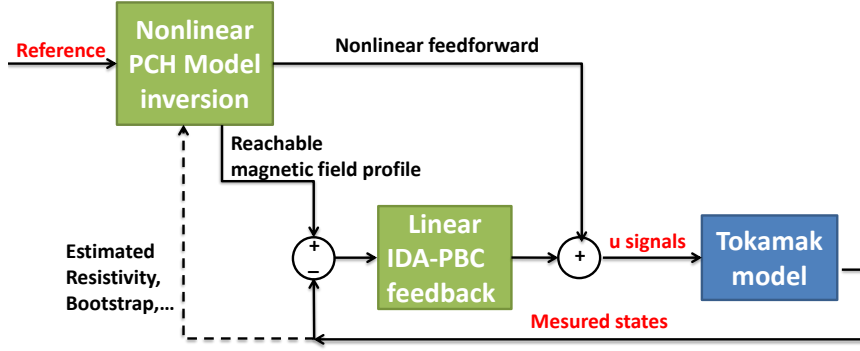 Nonlinear
PCH Model
inversion
Reference
Nonlinear feedforward
Reachable
magnetic field profile
Linear
IDA-PBC
feedback
+
−
+
u signals
Tokamak
model
Estimated
Resistivity,
Bootstrap,...
Mesured states